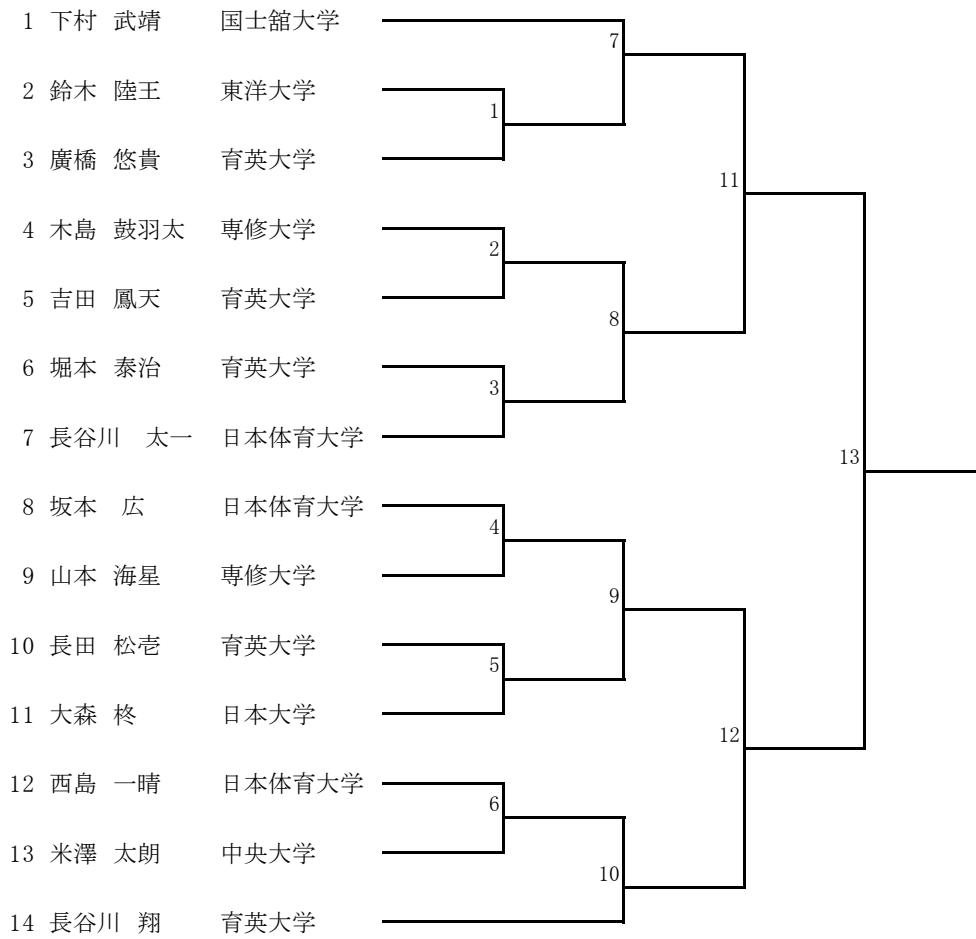 1 下村 武靖 国士舘大学
7
2 鈴木 陸王 東洋大学
1
3 廣橋 悠貴 育英大学
11
4 木島 鼓羽太 専修大学
2
5 吉田 鳳天 育英大学
8
6 堀本 泰治 育英大学
3
7 長谷川 太一 日本体育大学
13
8 坂本 広 日本体育大学
4
9 山本 海星 専修大学
9
10 長田 松壱 育英大学
5
11 大森 柊 日本大学
12
12 西島 一晴 日本体育大学
6
13 米澤 太朗 中央大学
10
14 長谷川 翔 育英大学